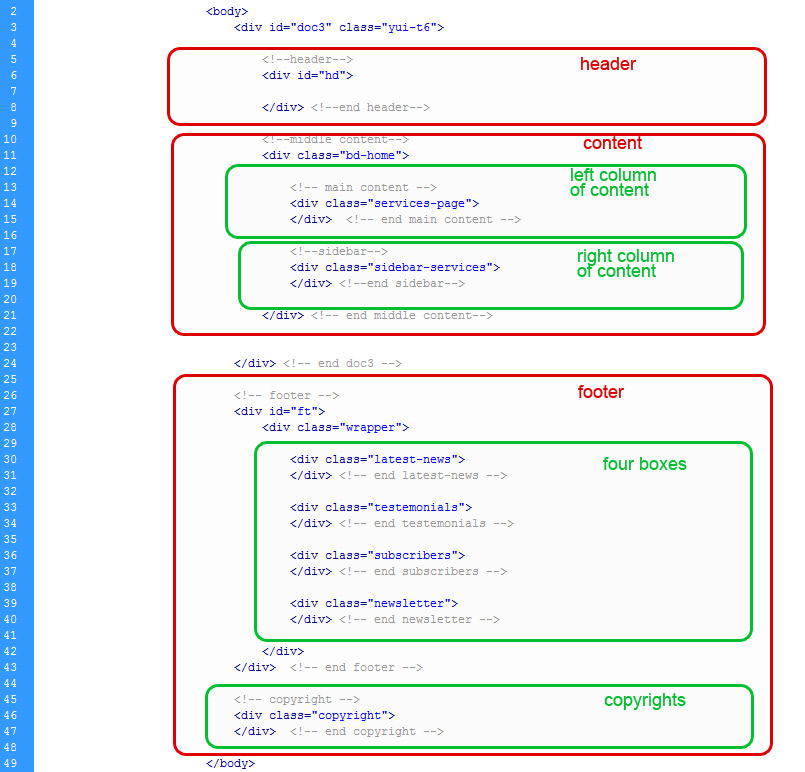 2 <body>
3 <div id="doc3" class="yui-t6">
4
5 <!--header-->
header
6 <div id="hd">
7
8 </div> <!--end header-->
9
10 <!--middle content-->
content
11 <div class="bd-home">
12
left column
of content
13 <!-- main content -->
14 <div class="services-page">
15 </div> <!-- end main content -->
16
17 <!--sidebar-->
right column
of content
18 <div class="sidebar-services">
19 </div> <!--end sidebar-->
20
21 </div> <!-- end middle content-->
22
23
24 </div> <!-- end doc3 -->
25
26 <!-- footer -->
footer
27 <div id="ft">
28 <div class="wrapper">
29
30 <div class="latest-news">
four boxes
31 </div> <!-- end latest-news -->
32
33 <div class="testemonials">
34 </div> <!-- end testemonials -->
35
36 <div class="subscribers">
37 </div> <!-- end subscribers -->
38
39 <div class="newsletter">
40 </div> <!-- end newsletter -->
41
42 </div>
43 </div> <!-- end footer -->
44
45 <!-- copyright -->
copyrights
46 <div class="copyright">
47 </div> <!-- end copyright -->
48
49 </body>